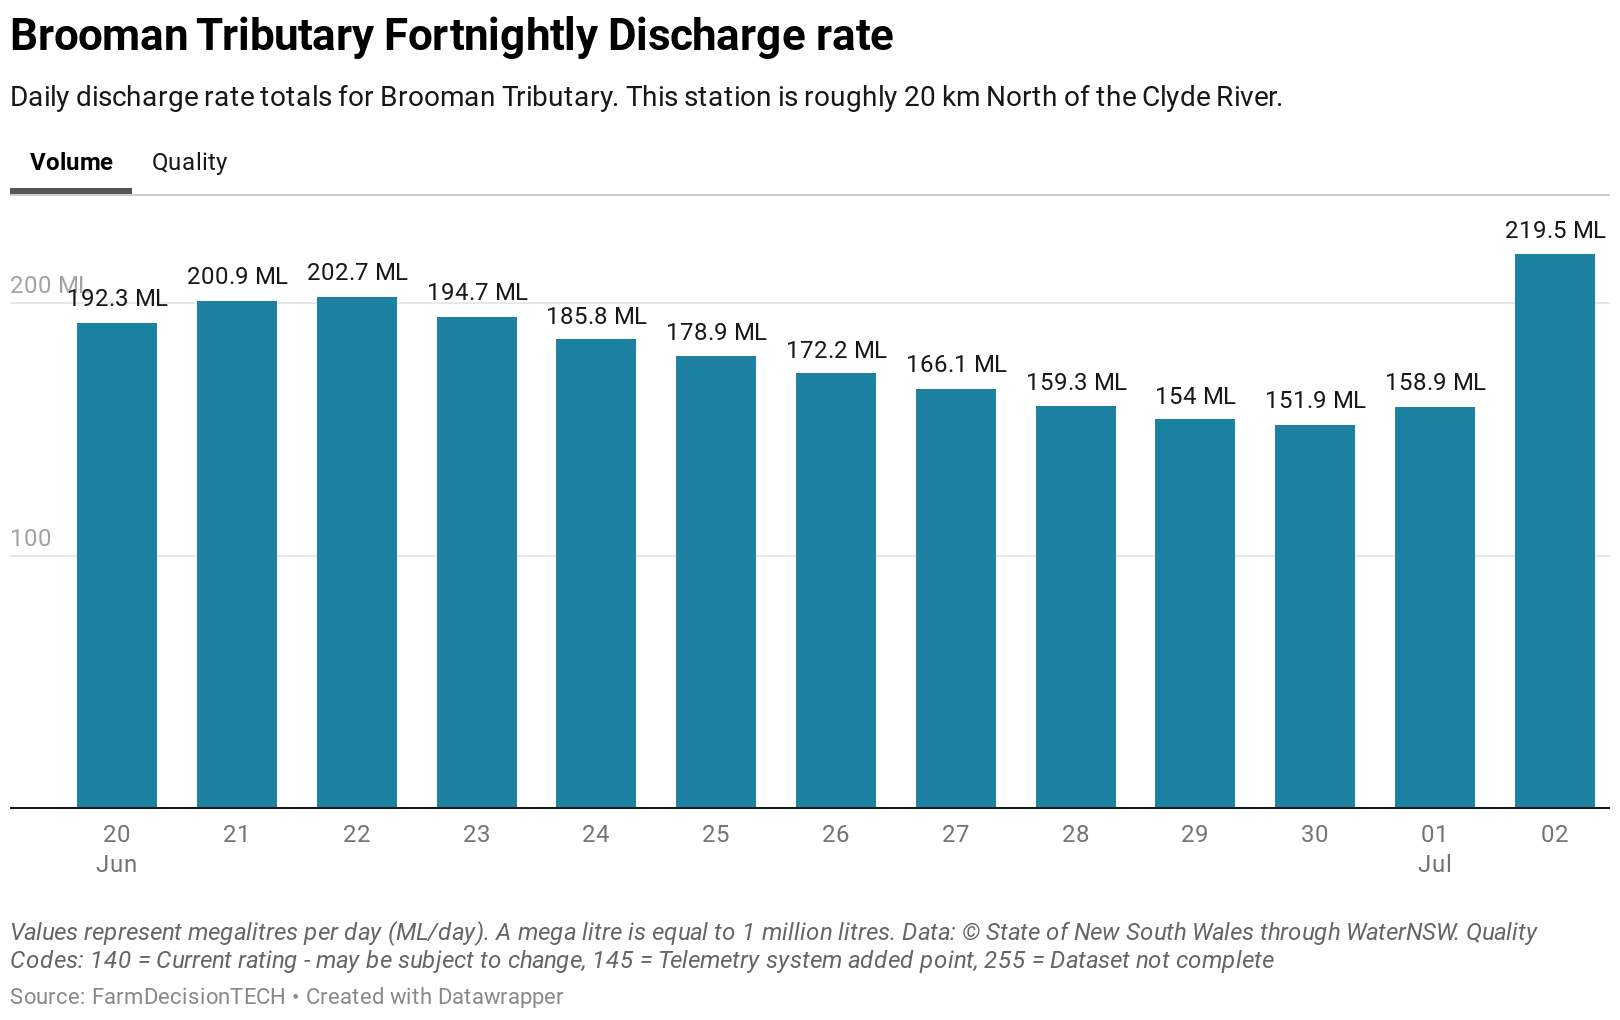 Brooman Tributary Fortnightly Discharge rate
Daily discharge rate totals for Brooman Tributary. This station is roughly 20 km North of the Clyde River.
Volume Quality
219.5 ML
200 ML 192.3 ML 200.9 ML 202.7 ML 194.7 ML 185.8 ML 178.9 ML 172.2 ML 166.1 ML 159.3 ML 154 ML 151.9 ML 158.9 ML
100
20 21 22 23 24 25 26 27 28 29 30 01 02
Jun Jul
Values represent megalitres per day (ML/day). A mega litre is equal to 1 million litres. Data: © State of New South Wales through WaterNSW. Quality
Codes: 140 = Current rating - may be subject to change, 145 = Telemetry system added point, 255 = Dataset not complete
Source: FarmDecisionTECH • Created with Datawrapper